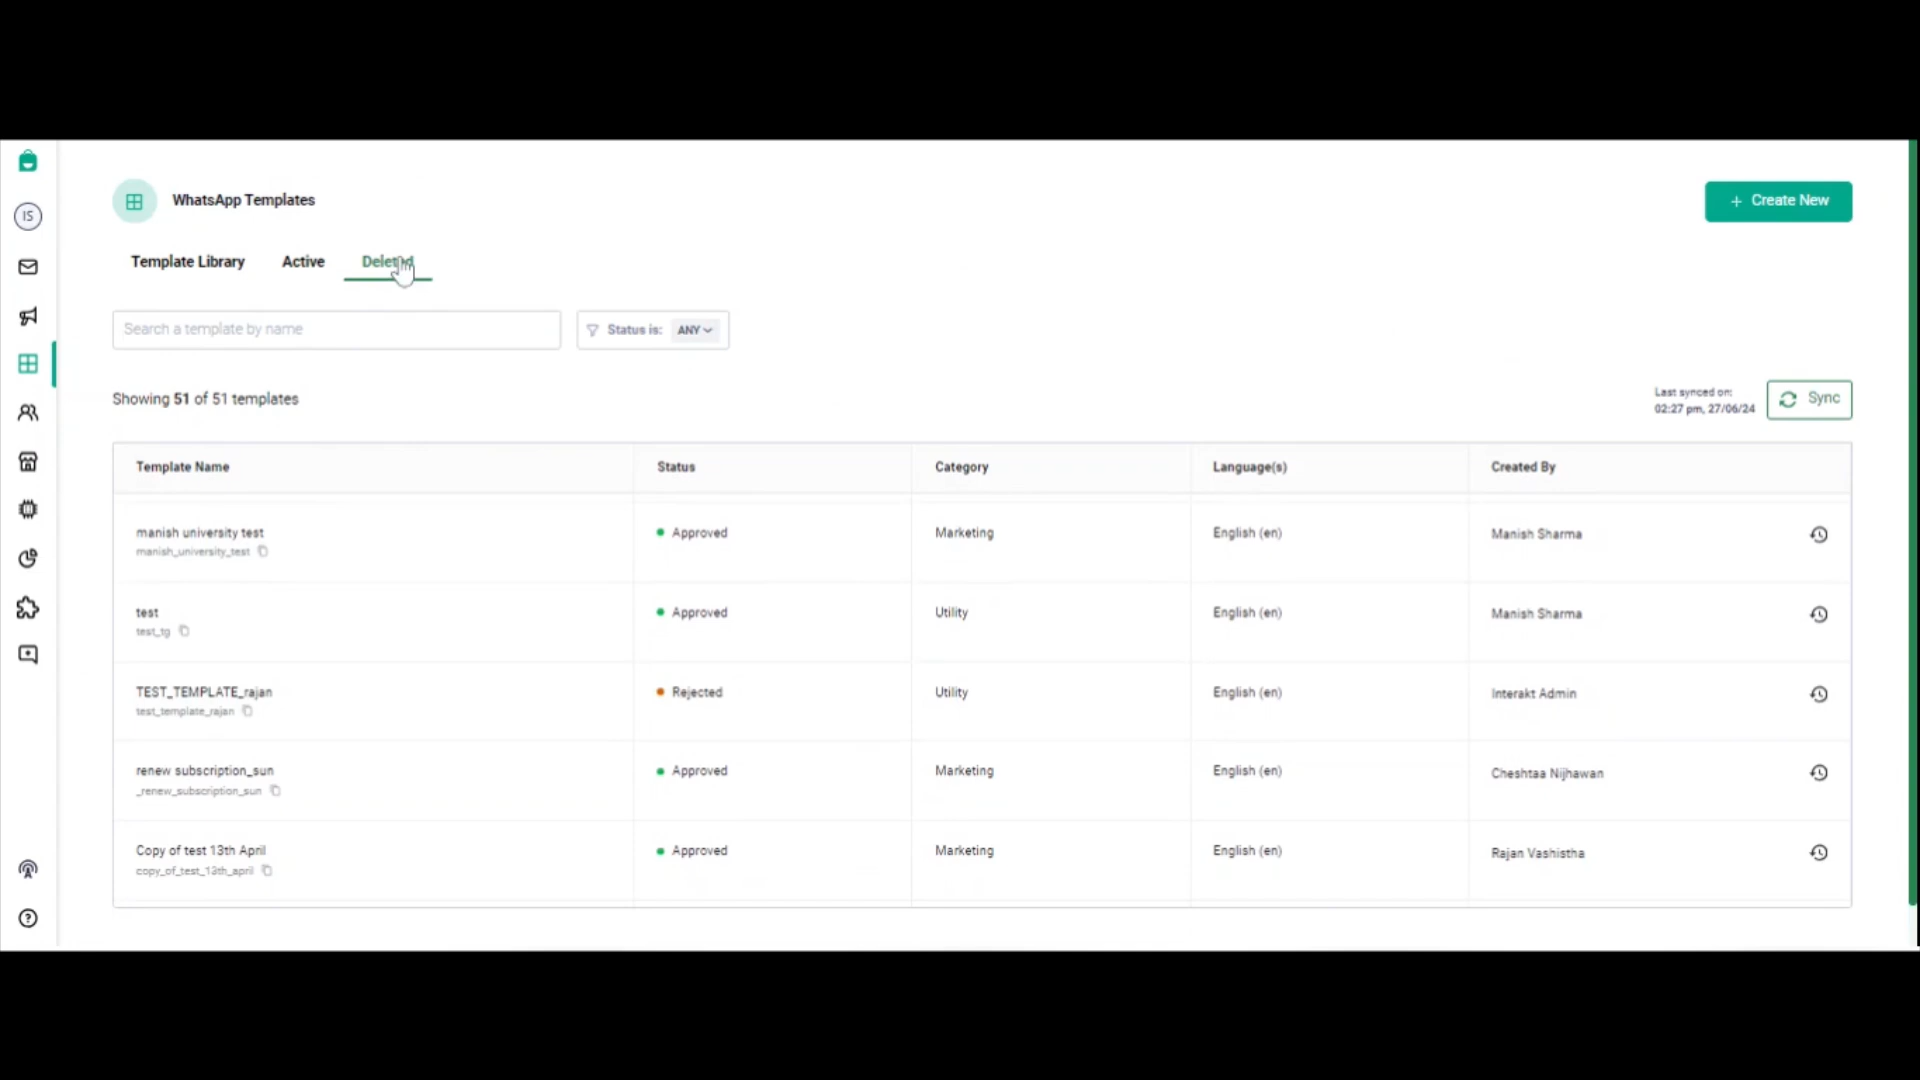 IS
WhatsApp Templates
+ Create New
Template Library
Active
Deleted
Search a template by name
Status is: ANY
Showing 51 of 51 templates
Last synced on:
02:27 pm, 27/06/24
Sync
Template Name
Status
Category
Language(s)
Created By
manish university test
manish_university_test
Approved
Marketing
English (en)
Manish Sharma
test
test_tg
Approved
Utility
English (en)
Manish Sharma
TEST_TEMPLATE_rajan
test_template_rajan
Rejected
Utility
English (en)
Interakt Admin
renew subscription_sun
_renew_subscription_sun
Approved
Marketing
English (en)
Cheshtaa Nijhawan
Copy of test 13th April
copy_of_test_13th_april
Approved
Marketing
English (en)
Rajan Vashistha